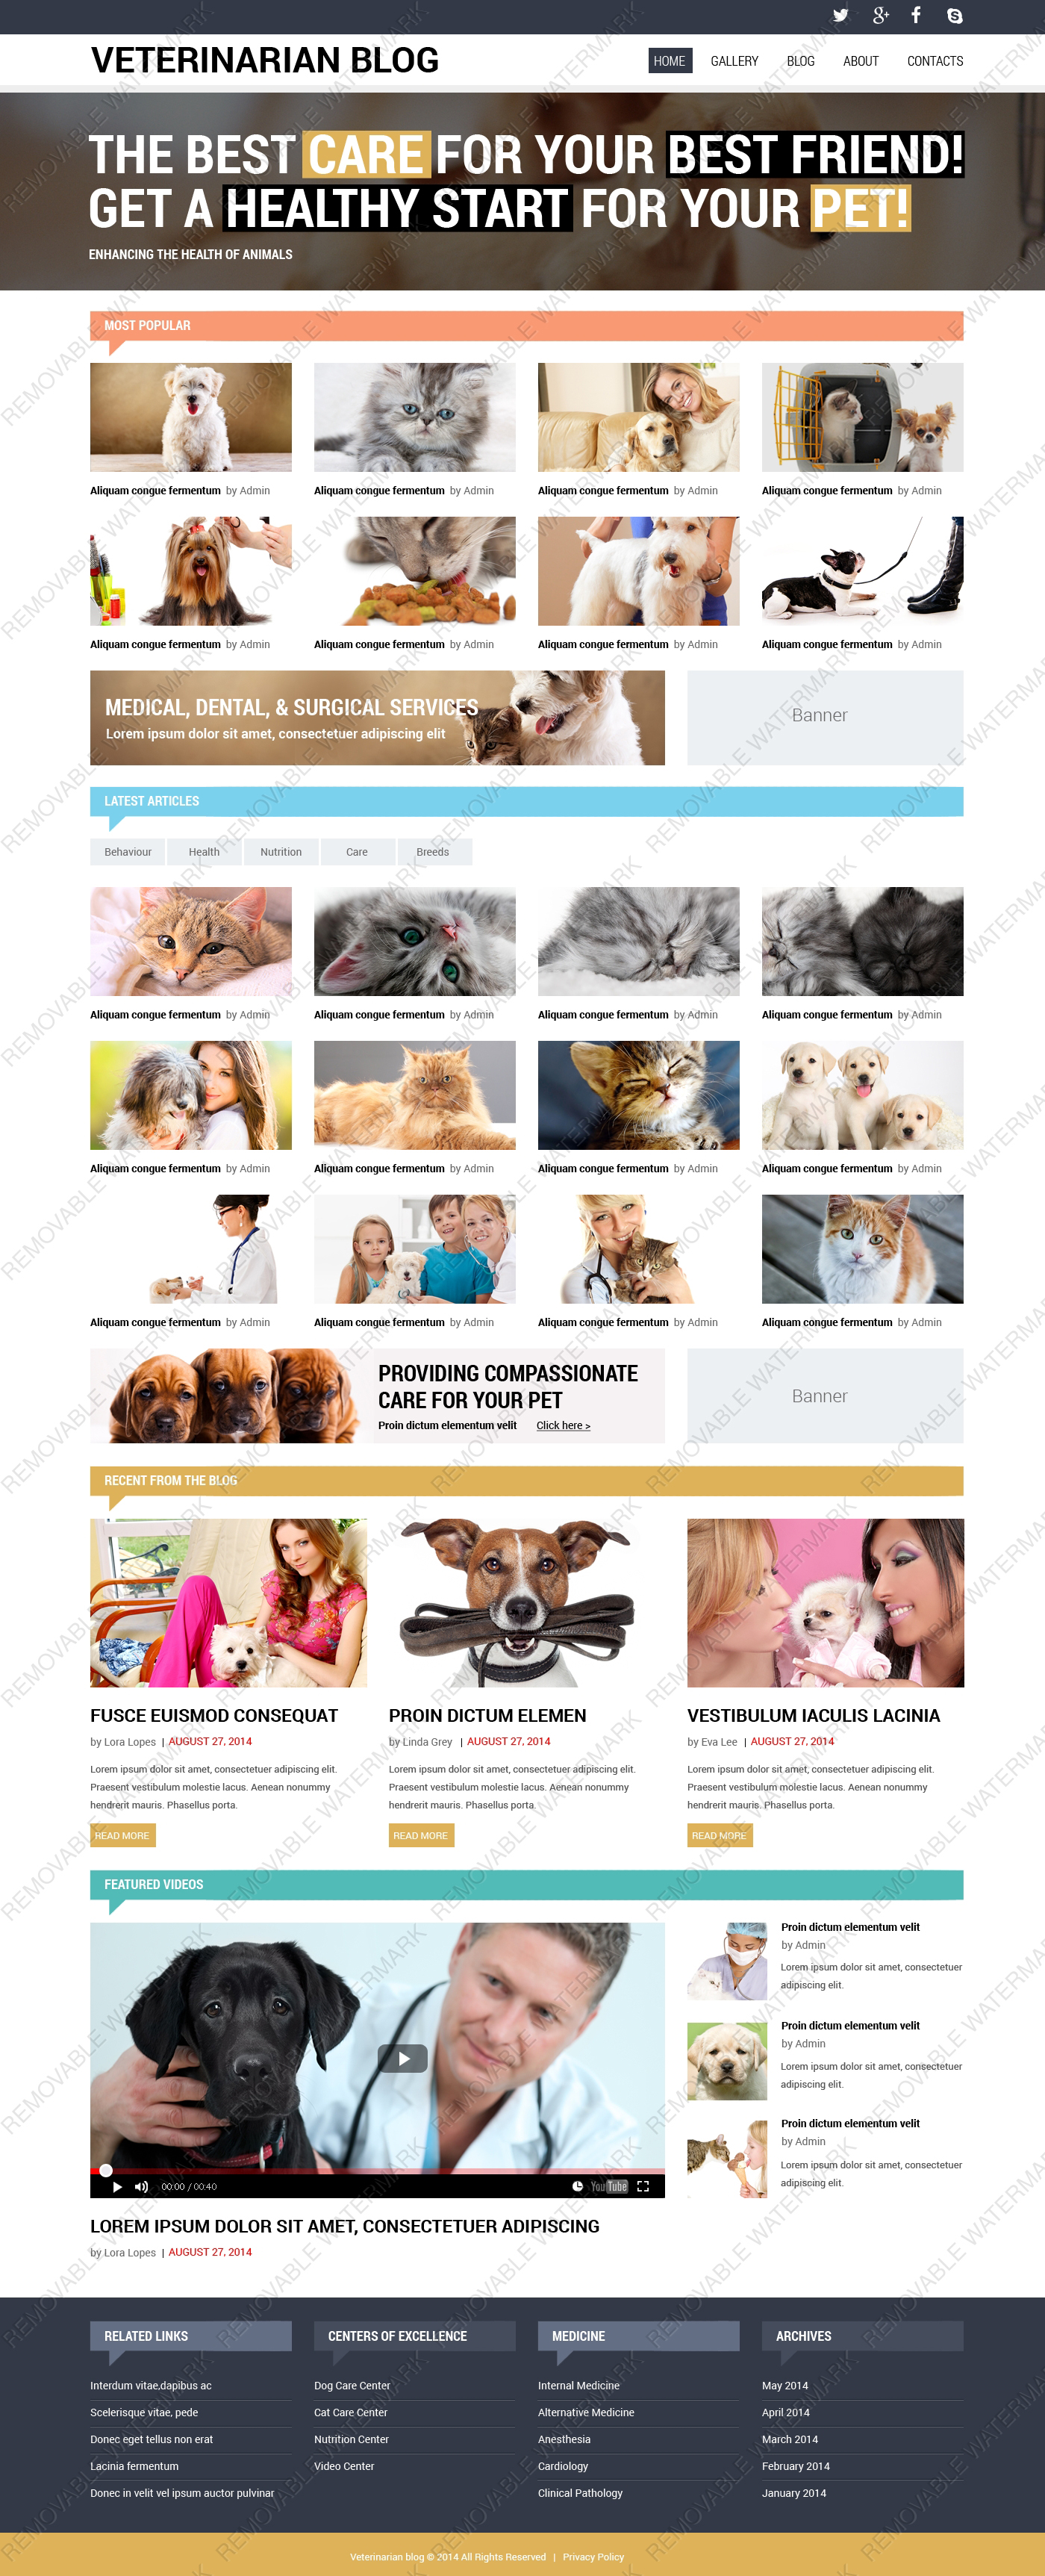 VETERINARIAN BLOG
HOME GALLERY BLOG ABOUT CONTACTS
THE BEST CARE FOR YOUR BEST FRIEND!
GET A HEALTHY START FOR YOUR PET!
ENHANCING THE HEALTH OF ANIMALS
MOST POPULAR
Aliquam congue fermentum by Admin
Aliquam congue fermentum by Admin
Aliquam congue fermentum by Admin
Aliquam congue fermentum by Admin
Aliquam congue fermentum by Admin
Aliquam congue fermentum by Admin
Aliquam congue fermentum by Admin
Aliquam congue fermentum by Admin
MEDICAL, DENTAL, & SURGICAL SERVICES
Lorem ipsum dolor sit amet, consectetuer adipiscing elit
Banner
LATEST ARTICLES
Behaviour Health Nutrition Care Breeds
Aliquam congue fermentum by Admin
Aliquam congue fermentum by Admin
Aliquam congue fermentum by Admin
Aliquam congue fermentum by Admin
Aliquam congue fermentum by Admin
Aliquam congue fermentum by Admin
Aliquam congue fermentum by Admin
Aliquam congue fermentum by Admin
Aliquam congue fermentum by Admin
Aliquam congue fermentum by Admin
Aliquam congue fermentum by Admin
Aliquam congue fermentum by Admin
PROVIDING COMPASSIONATE
CARE FOR YOUR PET
Proin dictum elementum velit Click here >
Banner
RECENT FROM THE BLOG
FUSCE EUISMOD CONSEQUAT
by Lora Lopes | AUGUST 27, 2014
Lorem ipsum dolor sit amet, consectetuer adipiscing elit.
Praesent vestibulum molestie lacus. Aenean nonummy
hendrerit mauris. Phasellus porta.
READ MORE
PROIN DICTUM ELEMEN
by Linda Grey | AUGUST 27, 2014
Lorem ipsum dolor sit amet, consectetuer adipiscing elit.
Praesent vestibulum molestie lacus. Aenean nonummy
hendrerit mauris. Phasellus porta.
READ MORE
VESTIBULUM IACULIS LACINIA
by Eva Lee | AUGUST 27, 2014
Lorem ipsum dolor sit amet, consectetuer adipiscing elit.
Praesent vestibulum molestie lacus. Aenean nonummy
hendrerit mauris. Phasellus porta.
READ MORE
FEATURED VIDEOS
00:00 / 00:40
YouTube
LOREM IPSUM DOLOR SIT AMET, CONSECTETUER ADIPISCING
by Lora Lopes | AUGUST 27, 2014
Proin dictum elementum velit
by Admin
Lorem ipsum dolor sit amet, consectetuer
adipiscing elit.
Proin dictum elementum velit
by Admin
Lorem ipsum dolor sit amet, consectetuer
adipiscing elit.
Proin dictum elementum velit
by Admin
Lorem ipsum dolor sit amet, consectetuer
adipiscing elit.
RELATED LINKS
Interdum vitae,dapibus ac
Scelerisque vitae, pede
Donec eget tellus non erat
Lacinia fermentum
Donec in velit vel ipsum auctor pulvinar
CENTERS OF EXCELLENCE
Dog Care Center
Cat Care Center
Nutrition Center
Video Center
MEDICINE
Internal Medicine
Alternative Medicine
Anesthesia
Cardiology
Clinical Pathology
ARCHIVES
May 2014
April 2014
March 2014
February 2014
January 2014
Veterinarian blog © 2014 All Rights Reserved | Privacy Policy
REMOVABLE WATERMARK